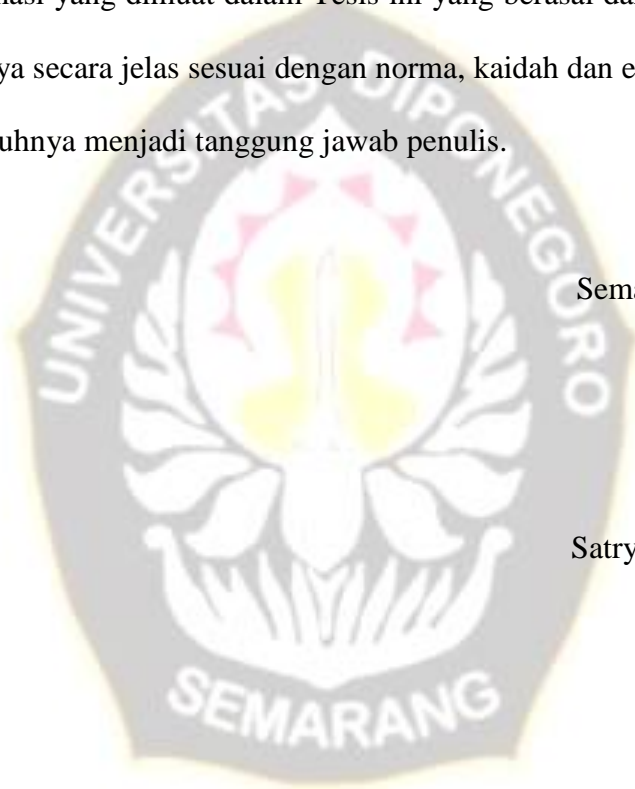 nasi yang dimuat dalam Tesis ini yang berasal da
ya secara jelas sesuai dengan norma, kaidah dan e
uhnya menjadi tanggung jawab penulis.
UNIVERSITAS DIPONEGORO
Sema
Satry
SEMARANG